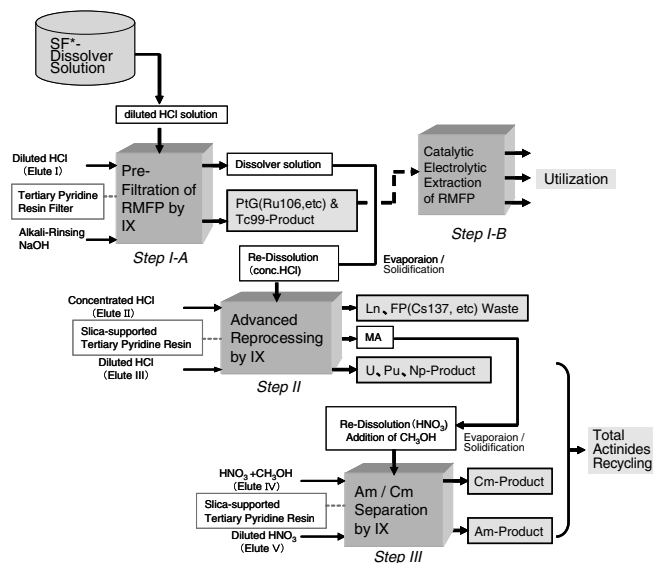 SF*-
Dissolver
Solution
diluted HCl solution
Diluted HCl
(Elute I)
Tertiary Pyridine
Resin Filter
Alkali-Rinsing
NaOH
Pre-
Filtration of
RMFP by
IX
Step I-A
Dissolver solution
PtG(Ru106,etc) &
Tc99-Product
Catalytic
Electrolytic
Extraction
of RMFP
Step I-B
Utilization
Re-Dissolution
(conc.HCl)
Evaporaion /
Solidification
Concentrated HCl
(Elute II)
Slica-supported
Tertiary Pyridine Resin
Diluted HCl
(Elute III)
Advanced
Reprocessing
by IX
Step II
Ln、FP(Cs137, etc) Waste
MA
U、Pu、Np-Product
Re-Dissolution(HNO₃)
Addition of CH₃OH
Evaporaion /
Solidification
HNO₃+CH₃OH
(Elute IV)
Slica-supported
Tertiary Pyridine Resin
Diluted HNO₃
(Elute V)
Am / Cm
Separation
by IX
Step III
Cm-Product
Am-Product
Total
Actinides
Recycling